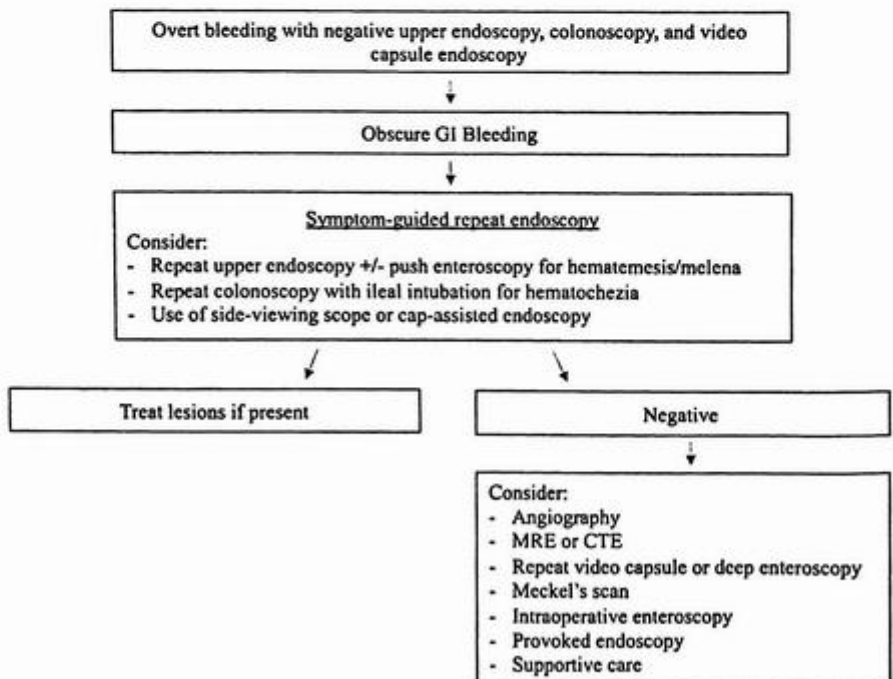 Overt bleeding with negative upper endoscopy, colonoscopy, and video
capsule endoscopy
Obscure GI Bleeding
Symptom-guided repeat endoscopy
Consider:
- Repeat upper endoscopy +/- push enteroscopy for hematemesis/melena
- Repeat colonoscopy with ileal intubation for hematochezia
- Use of side-viewing scope or cap-assisted endoscopy
Treat lesions if present
Negative
Consider:
- Angiography
- MRE or CTE
- Repeat video capsule or deep enteroscopy
- Meckel's scan
- Intraoperative enteroscopy
- Provoked endoscopy
- Supportive care